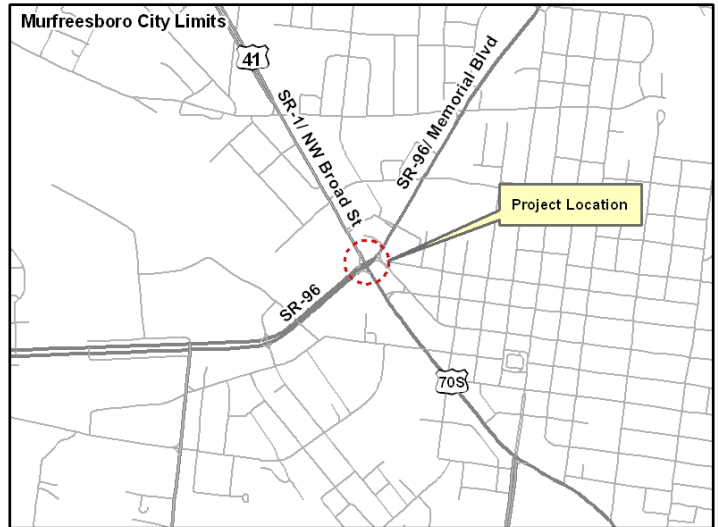 Murfreesboro City Limits
41
SR-1/ NW Broad St
SR-96/ Memorial Blvd
Project Location
SR-96
70S